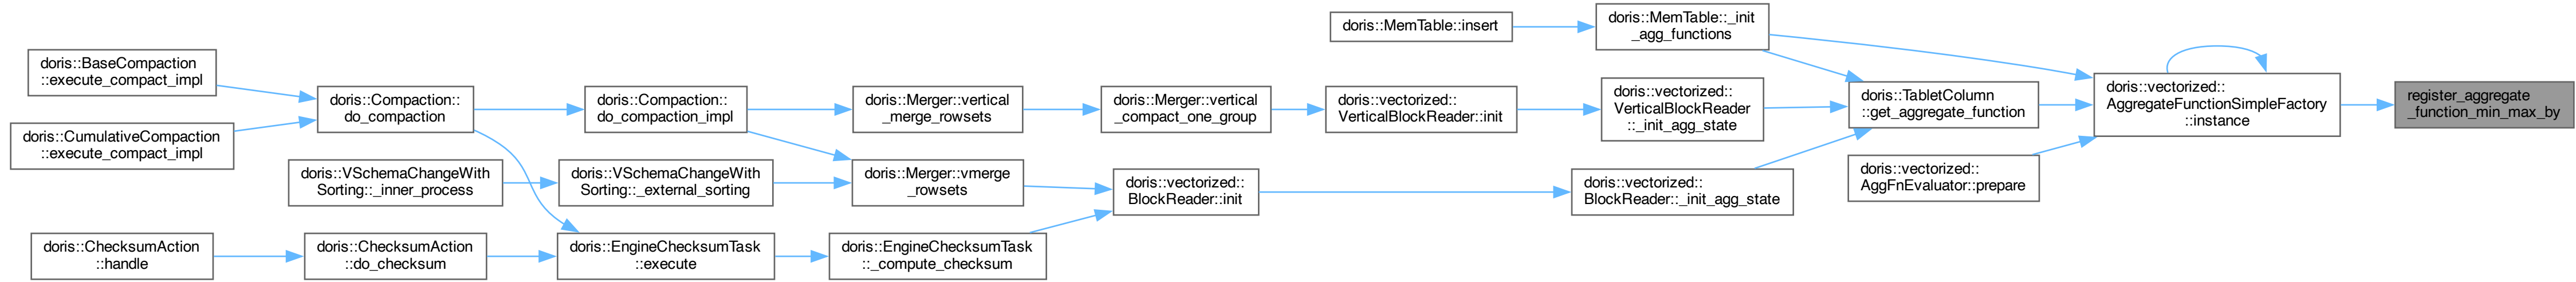 doris::BaseCompaction
::execute_compact_impl
doris::CumulativeCompaction
::execute_compact_impl
doris::Compaction::
do_compaction
doris::VSchemaChangeWith
Sorting::_inner_process
doris::ChecksumAction
::handle
doris::ChecksumAction
::do_checksum
doris::Compaction::
do_compaction_impl
doris::VSchemaChangeWith
Sorting::_external_sorting
doris::EngineChecksumTask
::execute
doris::Merger::vertical
_merge_rowsets
doris::Merger::vmerge
_rowsets
doris::EngineChecksumTask
::_compute_checksum
doris::Merger::vertical
_compact_one_group
doris::vectorized::
BlockReader::init
doris::MemTable::insert
doris::vectorized::
VerticalBlockReader::init
doris::MemTable::_init
_agg_functions
doris::vectorized::
VerticalBlockReader
::_init_agg_state
doris::vectorized::
BlockReader::_init_agg_state
doris::TabletColumn
::get_aggregate_function
doris::vectorized::
AggFnEvaluator::prepare
doris::vectorized::
AggregateFunctionSimpleFactory
::instance
register_aggregate
_function_min_max_by